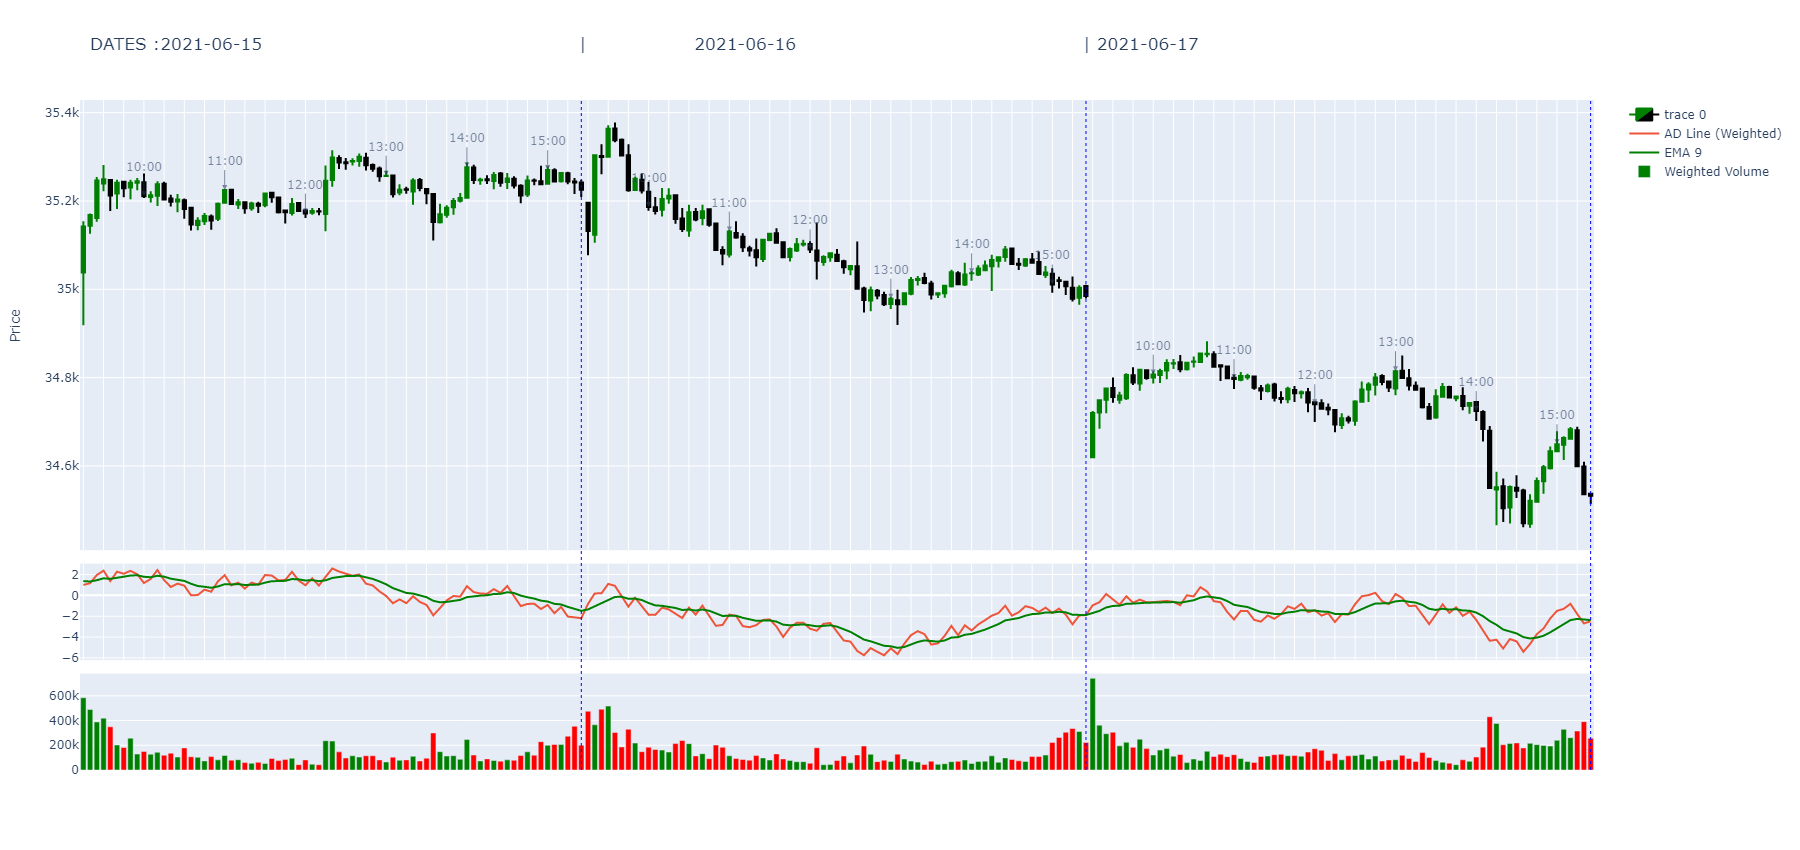 DATES :2021-06-15 | 2021-06-16 | 2021-06-17
35.4k
35.2k
35k
34.8k
34.6k
Price
10:00 11:00 12:00 13:00 14:00 15:00
10:00 11:00 12:00 13:00 14:00 15:00
10:00 11:00 12:00 13:00 14:00 15:00
trace 0
AD Line (Weighted)
EMA 9
Weighted Volume
2
0
−2
−4
−6
600k
400k
200k
0